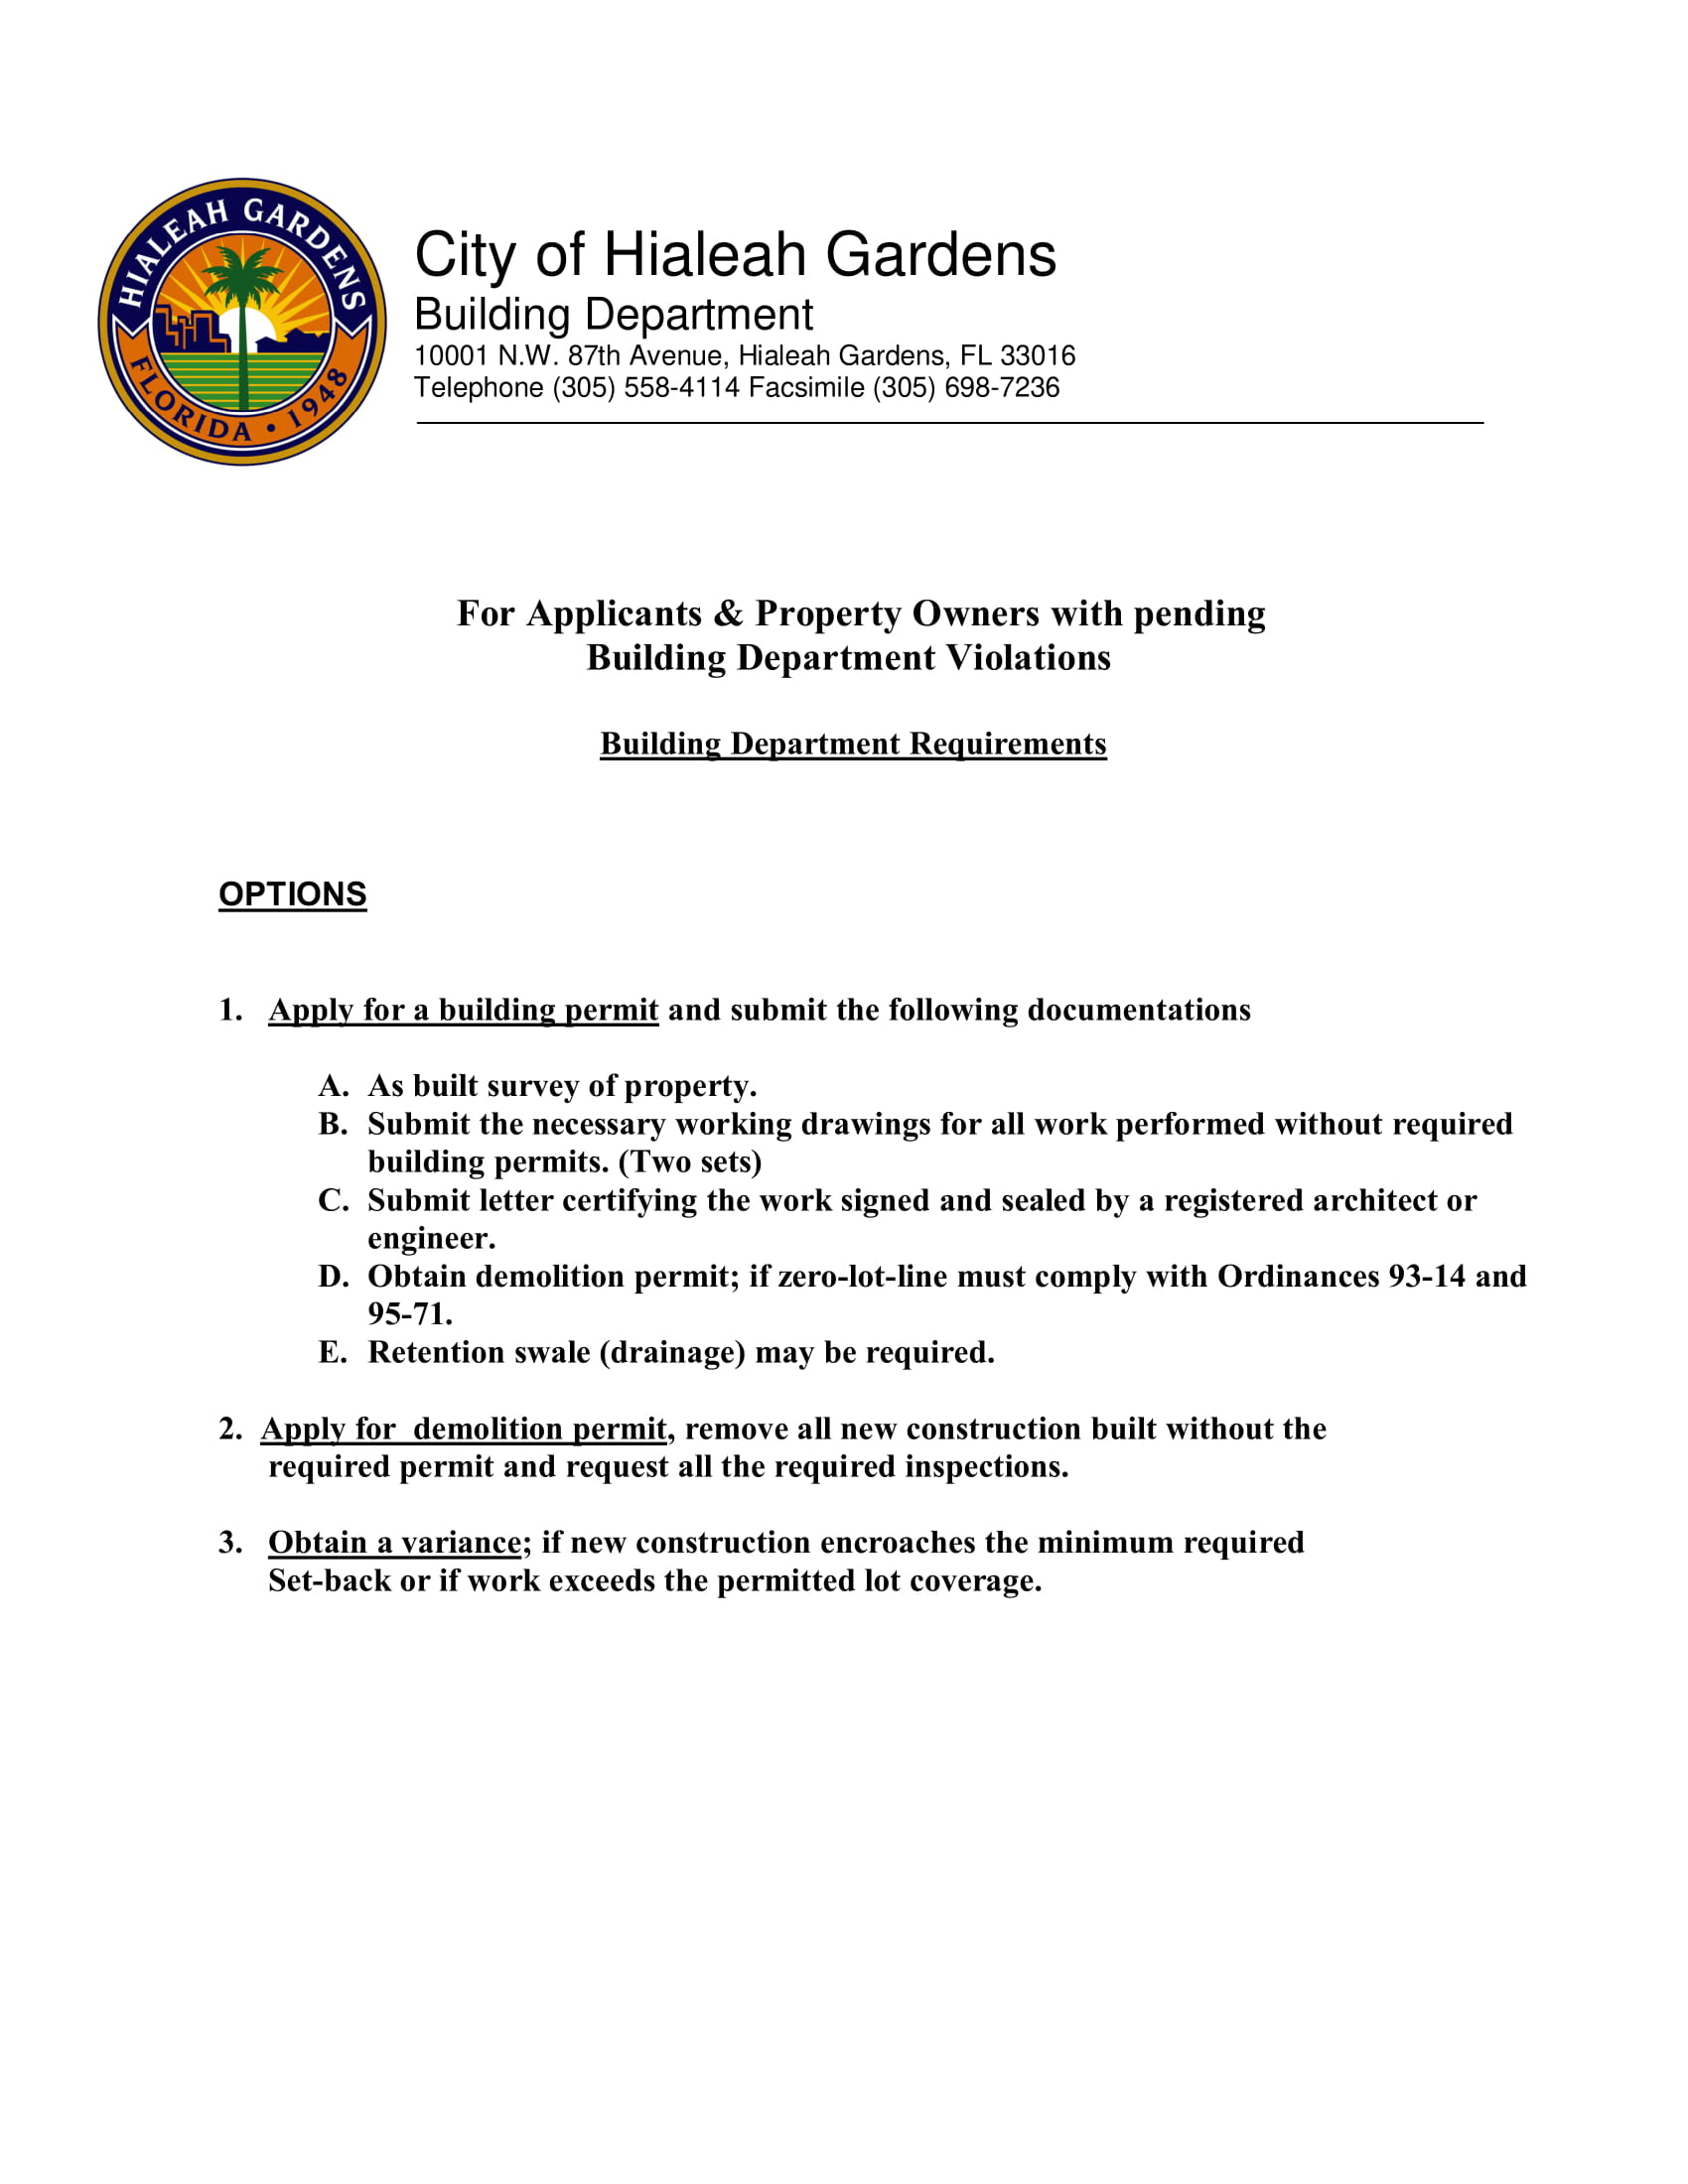 HIALEAH GARDENS
FLORIDA • 1948
City of Hialeah Gardens
Building Department
10001 N.W. 87th Avenue, Hialeah Gardens, FL 33016
Telephone (305) 558-4114 Facsimile (305) 698-7236
For Applicants & Property Owners with pending
Building Department Violations
Building Department Requirements
OPTIONS
1. Apply for a building permit and submit the following documentations
A. As built survey of property.
B. Submit the necessary working drawings for all work performed without required
building permits. (Two sets)
C. Submit letter certifying the work signed and sealed by a registered architect or
engineer.
D. Obtain demolition permit; if zero-lot-line must comply with Ordinances 93-14 and
95-71.
E. Retention swale (drainage) may be required.
2. Apply for demolition permit, remove all new construction built without the
required permit and request all the required inspections.
3. Obtain a variance; if new construction encroaches the minimum required
Set-back or if work exceeds the permitted lot coverage.